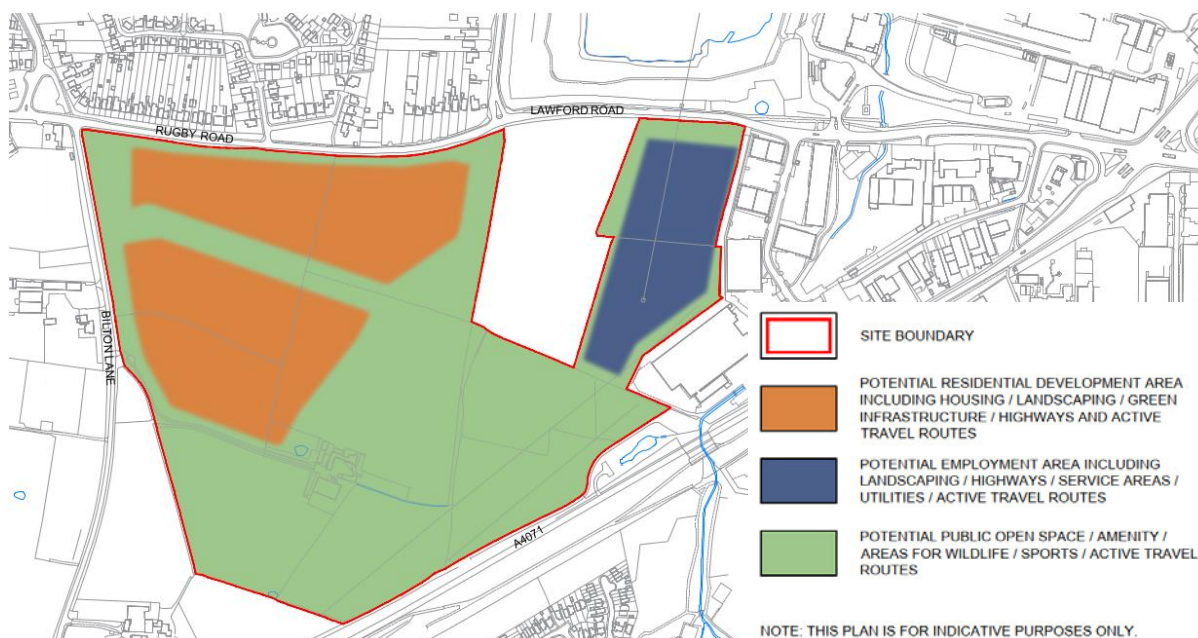 LAWFORD ROAD
RUGBY ROAD
BILTON LANE
A4071
SITE BOUNDARY
POTENTIAL RESIDENTIAL DEVELOPMENT AREA
INCLUDING HOUSING / LANDSCAPING / GREEN
INFRASTRUCTURE / HIGHWAYS AND ACTIVE
TRAVEL ROUTES
POTENTIAL EMPLOYMENT AREA INCLUDING
LANDSCAPING / HIGHWAYS / SERVICE AREAS /
UTILITIES / ACTIVE TRAVEL ROUTES
POTENTIAL PUBLIC OPEN SPACE / AMENITY /
AREAS FOR WILDLIFE / SPORTS / ACTIVE TRAVEL
ROUTES
NOTE: THIS PLAN IS FOR INDICATIVE PURPOSES ONLY.